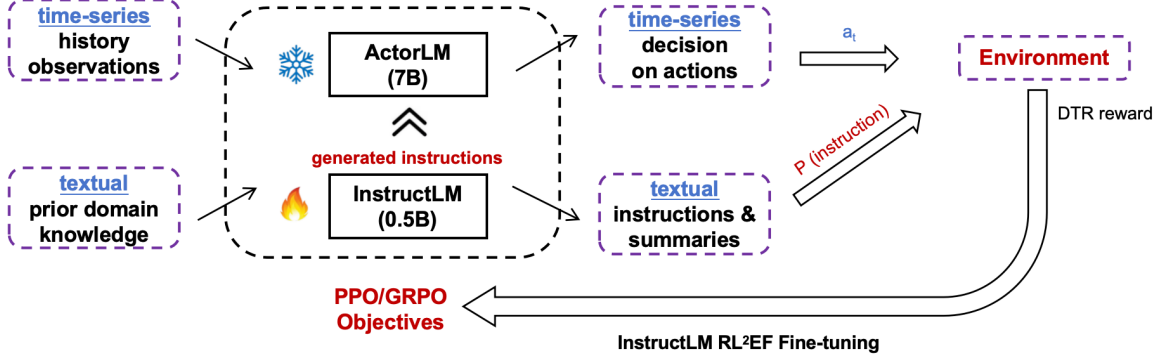 time-series
history
observations
textual
prior domain
knowledge
ActorLM
(7B)
generated instructions
InstructLM
(0.5B)
time-series
decision
on actions
textual
instructions &
summaries
aₜ
P (instruction)
Environment
DTR reward
PPO/GRPO
Objectives
InstructLM RL²EF Fine-tuning